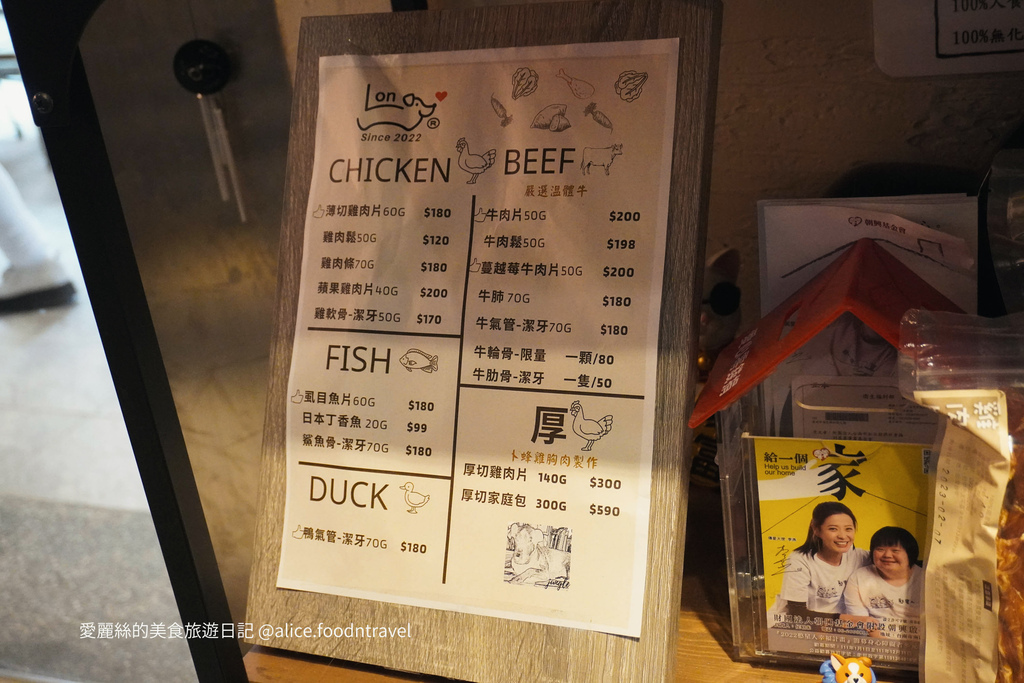 Lon
®
Since 2022
CHICKEN
薄切雞肉片60G $180
雞肉鬆50G $120
雞肉條70G $180
蘋果雞肉片40G $200
雞軟骨-潔牙50G $170
FISH
虱目魚片60G $180
日本丁香魚 20G $99
鯊魚骨-潔牙70G $180
DUCK
鴨氣管-潔牙70G $180
BEEF
嚴選溫體牛
牛肉片50G $200
牛肉鬆50G $198
蔓越莓牛肉片50G $200
牛肺 70G $180
牛氣管-潔牙70G $180
牛輪骨-限量 一顆/80
牛肋骨-潔牙 一隻/50
厚
卜蜂雞胸肉製作
厚切雞肉片 140G $300
厚切家庭包 300G $590
jungle
100%人
100%無化
給一個
家
Help us build
our home
愛麗絲的美食旅遊日記 @alice.foodntravel